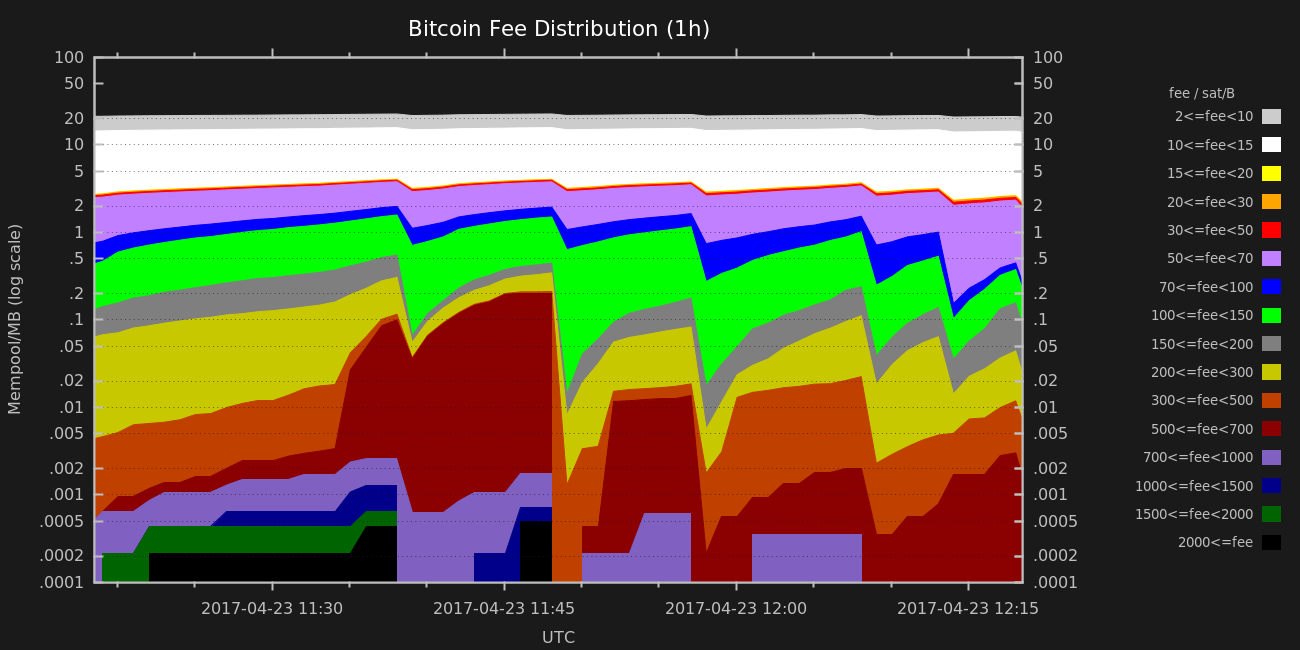 Bitcoin Fee Distribution (1h)
Mempool/MB (log scale)
100
50
20
10
5
2
1
.5
.2
.1
.05
.02
.01
.005
.002
.001
.0005
.0002
.0001
100
50
20
10
5
2
1
.5
.2
.1
.05
.02
.01
.005
.002
.001
.0005
.0002
.0001
2017-04-23 11:30
2017-04-23 11:45
2017-04-23 12:00
2017-04-23 12:15
UTC
fee / sat/B
2<=fee<10
10<=fee<15
15<=fee<20
20<=fee<30
30<=fee<50
50<=fee<70
70<=fee<100
100<=fee<150
150<=fee<200
200<=fee<300
300<=fee<500
500<=fee<700
700<=fee<1000
1000<=fee<1500
1500<=fee<2000
2000<=fee